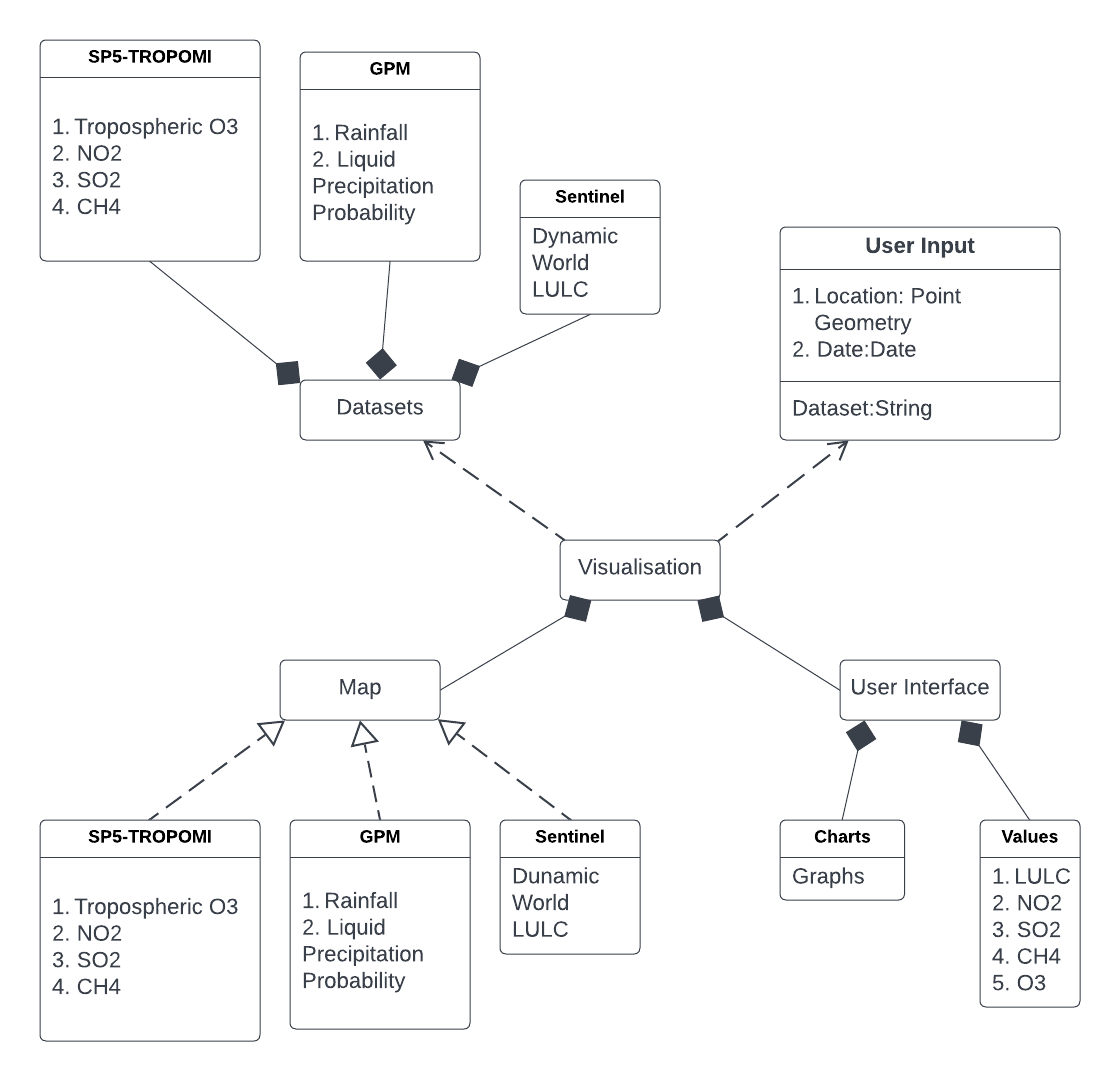 SP5-TROPOMI
1. Tropospheric O3
2. NO2
3. SO2
4. CH4
GPM
1. Rainfall
2. Liquid
Precipitation
Probability
Sentinel
Dynamic
World
LULC
User Input
1. Location: Point
Geometry
2. Date:Date
Dataset:String
Datasets
Visualisation
Map
User Interface
SP5-TROPOMI
1. Tropospheric O3
2. NO2
3. SO2
4. CH4
GPM
1. Rainfall
2. Liquid
Precipitation
Probability
Sentinel
Dunamic
World
LULC
Charts
Graphs
Values
1. LULC
2. NO2
3. SO2
4. CH4
5. O3